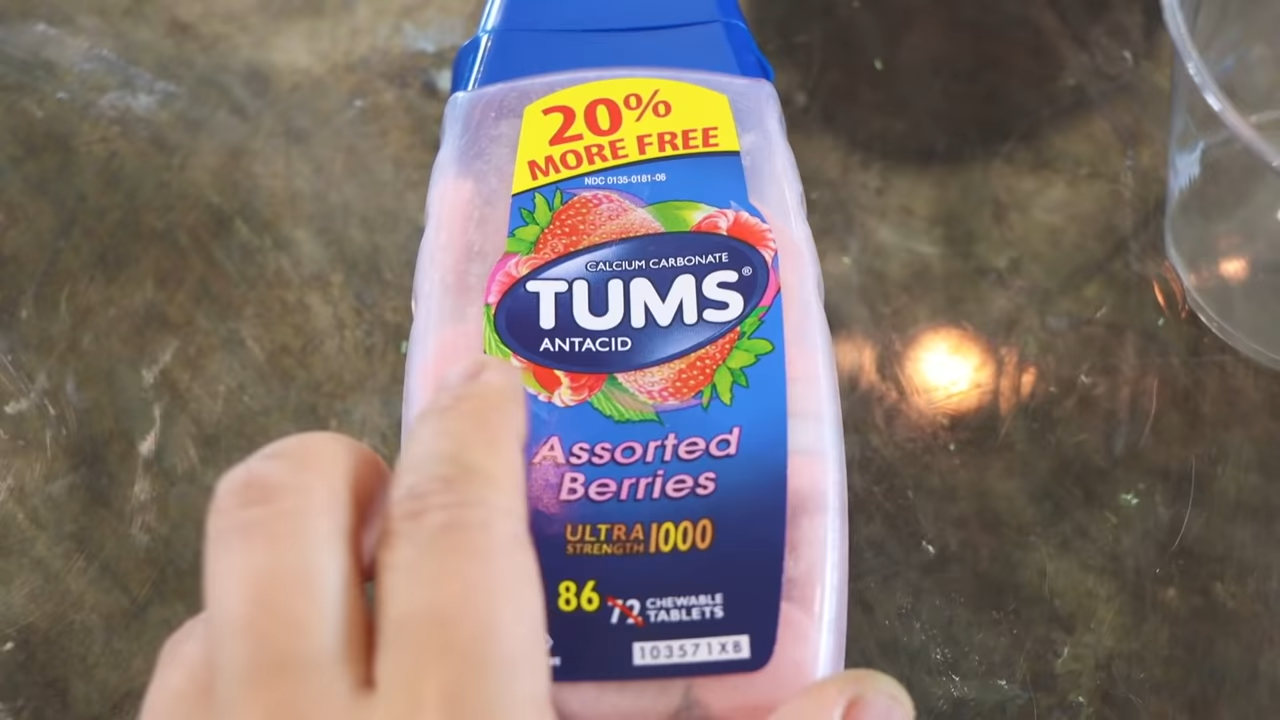 20%
MORE FREE
NDC 0135-0181-06
CALCIUM CARBONATE
TUMS®
ANTACID
Assorted
Berries
ULTRA STRENGTH 1000
86 72 CHEWABLE TABLETS
103571XB